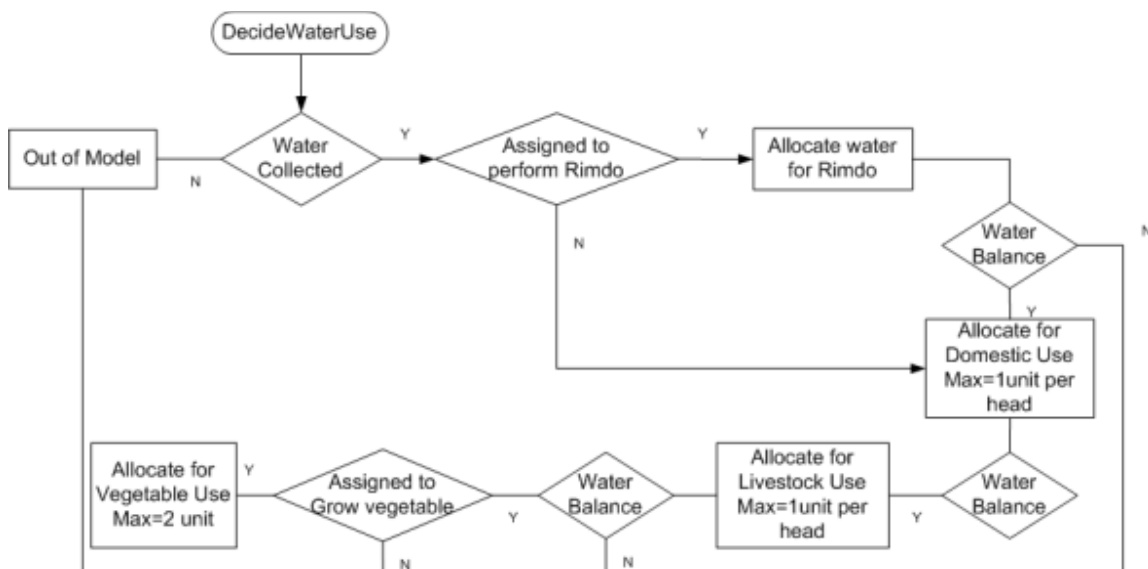 DecideWaterUse
Out of Model
N
Water
Collected
Y
Assigned to
perform Rimdo
Y
Allocate water
for Rimdo
N
Water
Balance
N
Y
Allocate for
Domestic Use
Max=1unit per
head
Allocate for
Vegetable Use
Max=2 unit
Y
Assigned to
Grow vegetable
Y
Water
Balance
Allocate for
Livestock Use
Max=1unit per
head
Y
Water
Balance
N
N